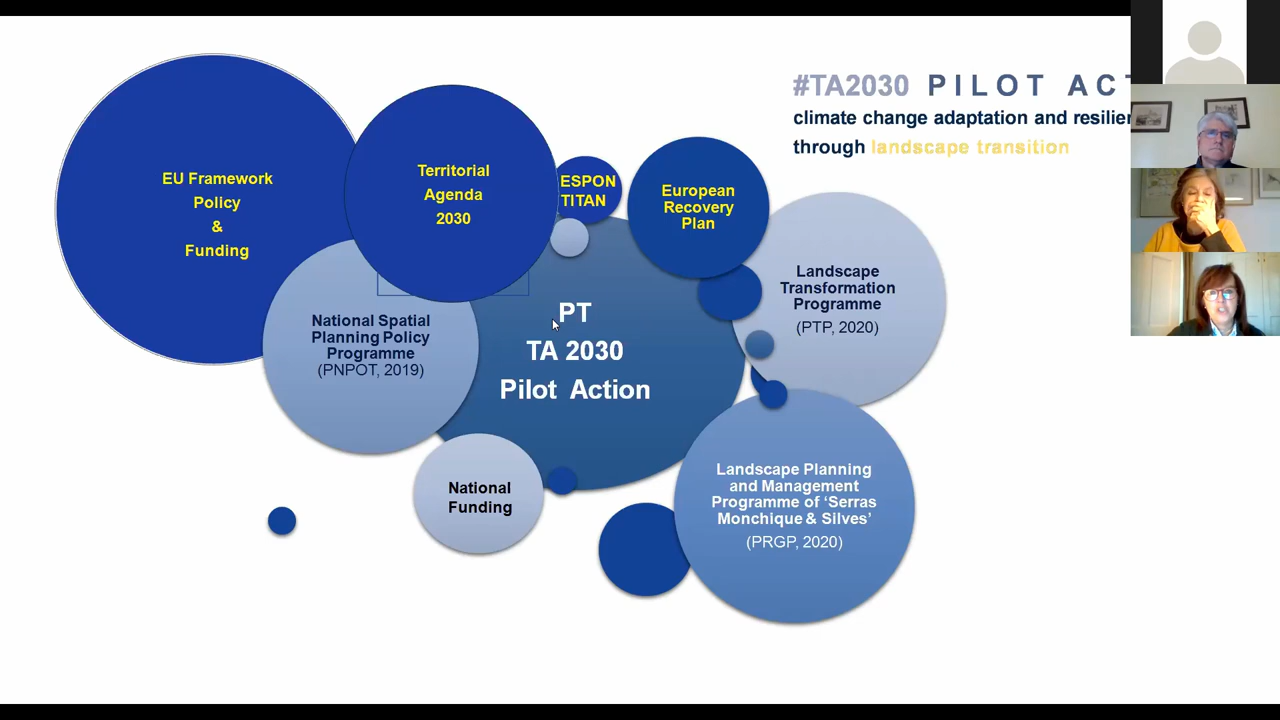 #TA2030 PILOT ACT
climate change adaptation and resilien
through landscape transition
EU Framework
Policy
&
Funding
Territorial
Agenda
2030
ESPON
TITAN
European
Recovery
Plan
Landscape
Transformation
Programme
(PTP, 2020)
National Spatial
Planning Policy
Programme
(PNPOT, 2019)
PT
TA 2030
Pilot Action
National
Funding
Landscape Planning
and Management
Programme of ‘Serras
Monchique & Silves’
(PRGP, 2020)